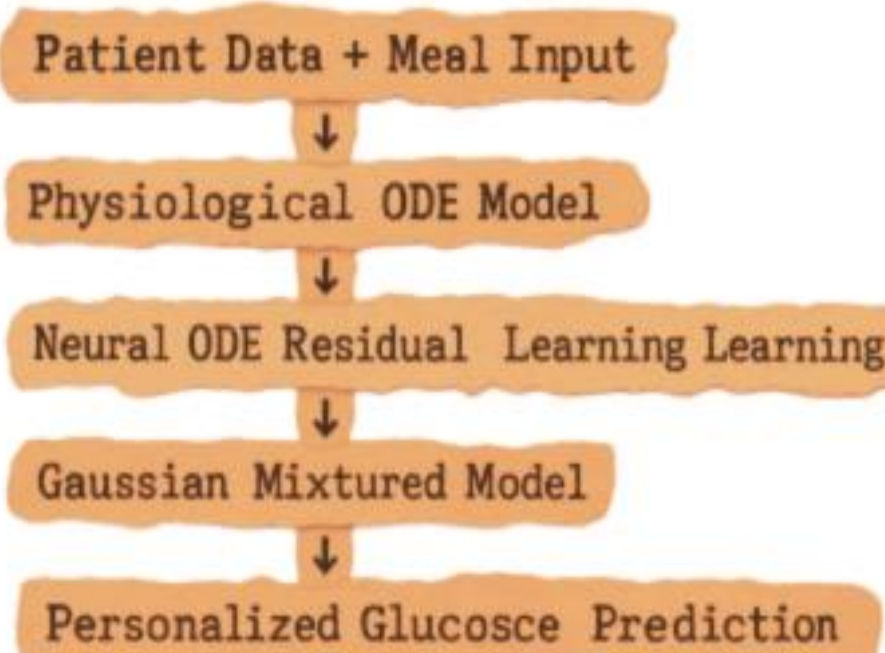 Patient Data + Meal Input
↓
Physiological ODE Model
↓
Neural ODE Residual Learning Learning
↓
Gaussian Mixtured Model
↓
Personalized Glucosce Prediction